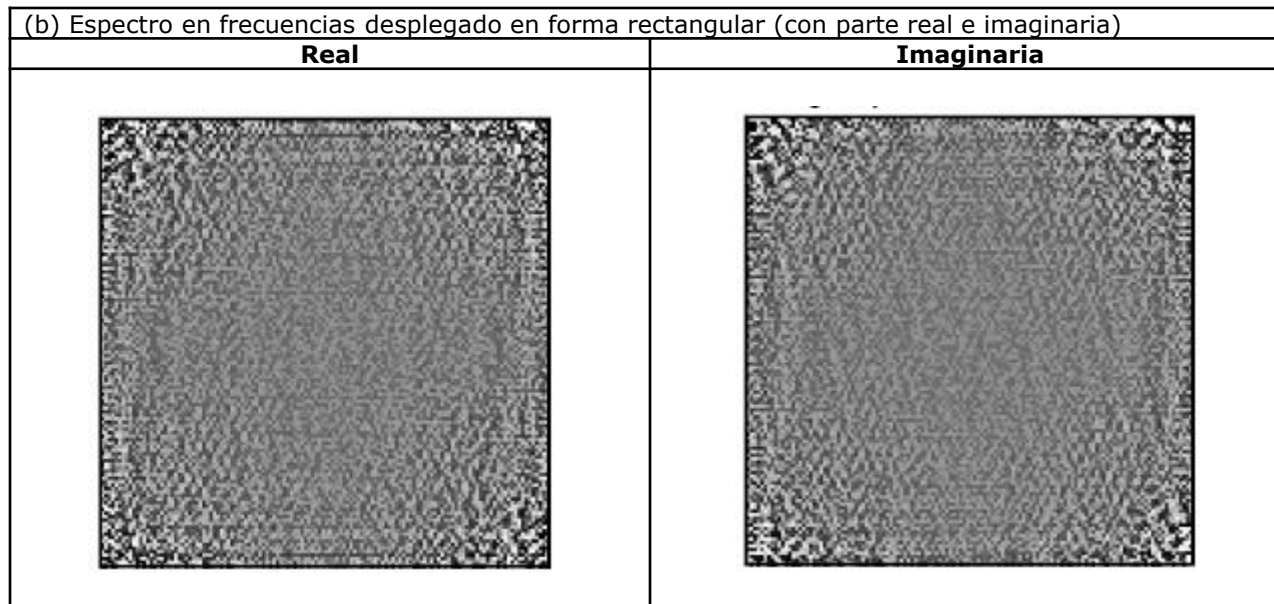 (b) Espectro en frecuencias desplegado en forma rectangular (con parte real e imaginaria)
Real
Imaginaria